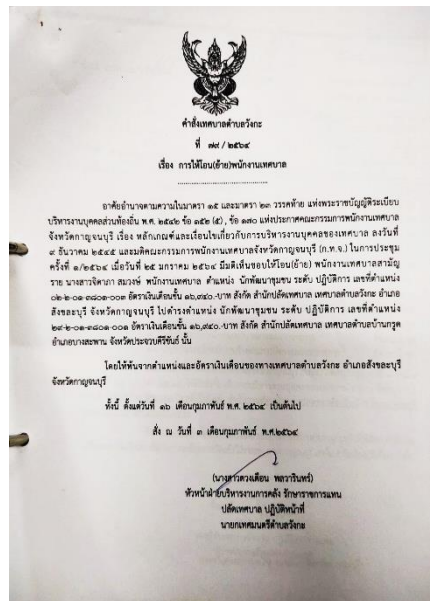 คำสั่งเทศบาลตำบลวังกะ
ที่ ๗๙ / ๒๕๖๔
เรื่อง การให้โอน(ย้าย)พนักงานเทศบาล
อาศัยอำนาจตามความในมาตรา ๑๕ และมาตรา ๒๓ วรรคท้าย แห่งพระราชบัญญัติระเบียบ
บริหารงานบุคคลส่วนท้องถิ่น พ.ศ. ๒๕๔๒ ข้อ ๑๕๒ (๕) , ข้อ ๑๗๐ แห่งประกาศคณะกรรมการพนักงานเทศบาล
จังหวัดกาญจนบุรี เรื่อง หลักเกณฑ์และเงื่อนไขเกี่ยวกับการบริหารงานบุคคลของเทศบาล ลงวันที่
๙ ธันวาคม ๒๕๔๕ และมติคณะกรรมการพนักงานเทศบาลจังหวัดกาญจนบุรี (ก.ท.จ.) ในการประชุม
ครั้งที่ ๑/๒๕๖๔ เมื่อวันที่ ๒๕ มกราคม ๒๕๖๔ มีมติเห็นชอบให้โอน(ย้าย) พนักงานเทศบาลสามัญ
ราย นางสาวจิดาภา สมวงษ์ พนักงานเทศบาล ตำแหน่ง นักพัฒนาชุมชน ระดับ ปฏิบัติการ เลขที่ตำแหน่ง
๐๒-๒-๐๑-๓๘๐๑-๐๐๓ อัตราเงินเดือนขั้น ๑๖,๙๔๐.-บาท สังกัด สำนักปลัดเทศบาล เทศบาลตำบลวังกะ อำเภอ
สังขละบุรี จังหวัดกาญจนบุรี ไปดำรงตำแหน่ง นักพัฒนาชุมชน ระดับ ปฏิบัติการ เลขที่ตำแหน่ง
๒๙-๒-๐๑-๓๘๐๑-๐๐๑ อัตราเงินเดือนขั้น ๑๖,๙๔๐.-บาท สังกัด สำนักปลัดเทศบาล เทศบาลตำบลบ้านกรูด
อำเภอบางสะพาน จังหวัดประจวบคีรีขันธ์ นั้น
โดยให้พ้นจากตำแหน่งและอัตราเงินเดือนของทางเทศบาลตำบลวังกะ อำเภอสังขละบุรี
จังหวัดกาญจนบุรี
ทั้งนี้ ตั้งแต่วันที่ ๑๖ เดือนกุมภาพันธ์ พ.ศ. ๒๕๖๔ เป็นต้นไป
สั่ง ณ วันที่ ๓ เดือนกุมภาพันธ์ พ.ศ.๒๕๖๔
(นางสาวดวงเดือน พลวารินทร์)
หัวหน้าฝ่ายบริหารงานการคลัง รักษาราชการแทน
ปลัดเทศบาล ปฏิบัติหน้าที่
นายกเทศมนตรีตำบลวังกะ